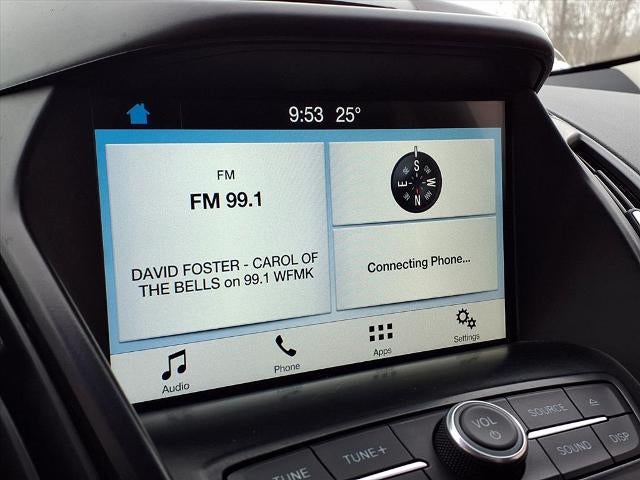 9:53 25°
FM
FM 99.1
DAVID FOSTER - CAROL OF
THE BELLS on 99.1 WFMK
S
E W
N
Connecting Phone...
Audio
Phone
Apps
Settings
VOL
SOURCE
TUNE
TUNE+
SOUND
DISP